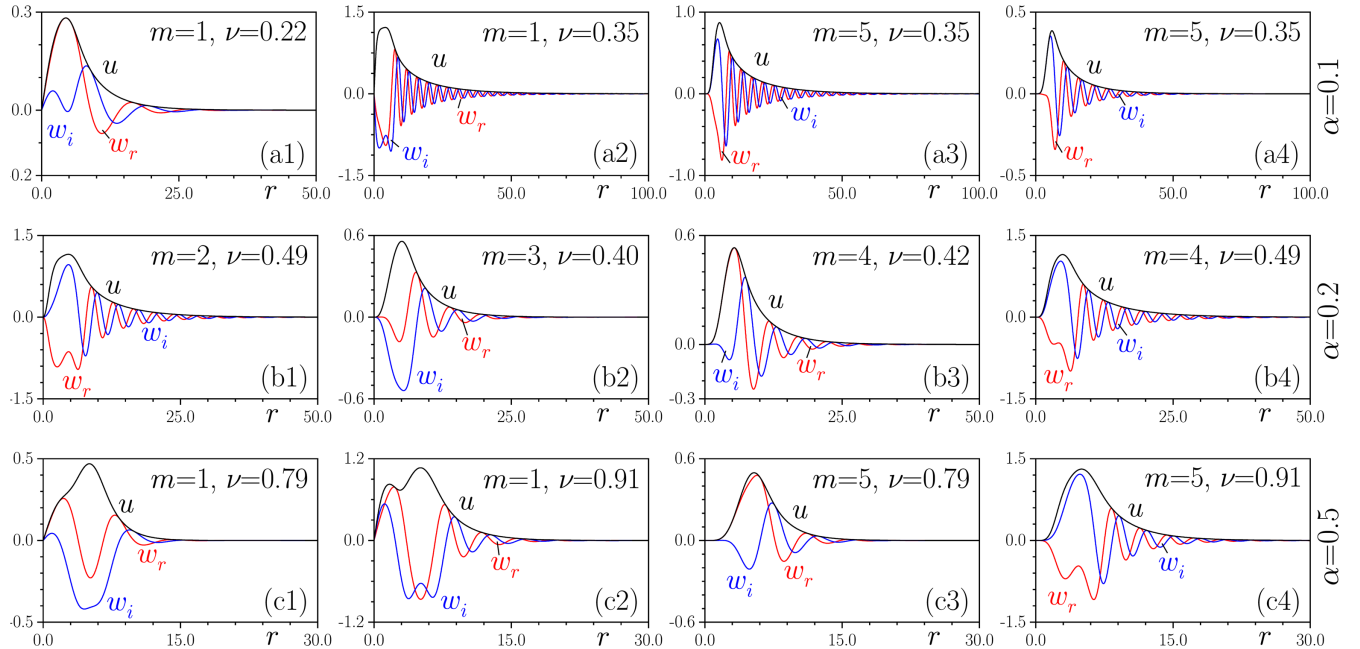 0.3
0.0
0.2
0.0
25.0
50.0
m=1, ν=0.22
u
w_i
w_r
(a1)
r
1.5
0.0
-1.5
0.0
50.0
100.0
m=1, ν=0.35
u
w_r
w_i
(a2)
r
1.0
0.0
-1.0
0.0
50.0
100.0
m=5, ν=0.35
u
w_i
w_r
(a3)
r
0.5
0.0
-0.5
0.0
50.0
100.0
m=5, ν=0.35
u
w_i
w_r
(a4)
r
α=0.1
1.5
0.0
-1.5
0.0
25.0
50.0
m=2, ν=0.49
u
w_i
w_r
(b1)
r
0.6
0.0
-0.6
0.0
25.0
50.0
m=3, ν=0.40
u
w_r
w_i
(b2)
r
0.6
0.0
-0.3
0.0
25.0
50.0
m=4, ν=0.42
u
w_i
w_r
(b3)
r
1.5
0.0
-1.5
0.0
25.0
50.0
m=4, ν=0.49
u
w_i
w_r
(b4)
r
α=0.2
0.5
0.0
-0.5
0.0
15.0
30.0
m=1, ν=0.79
u
w_r
w_i
(c1)
r
1.2
0.0
-1.2
0.0
15.0
30.0
m=1, ν=0.91
u
w_r
w_i
(c2)
r
0.6
0.0
-0.6
0.0
15.0
30.0
m=5, ν=0.79
u
w_r
w_i
(c3)
r
1.5
0.0
-1.5
0.0
15.0
30.0
m=5, ν=0.91
u
w_i
w_r
(c4)
r
α=0.5